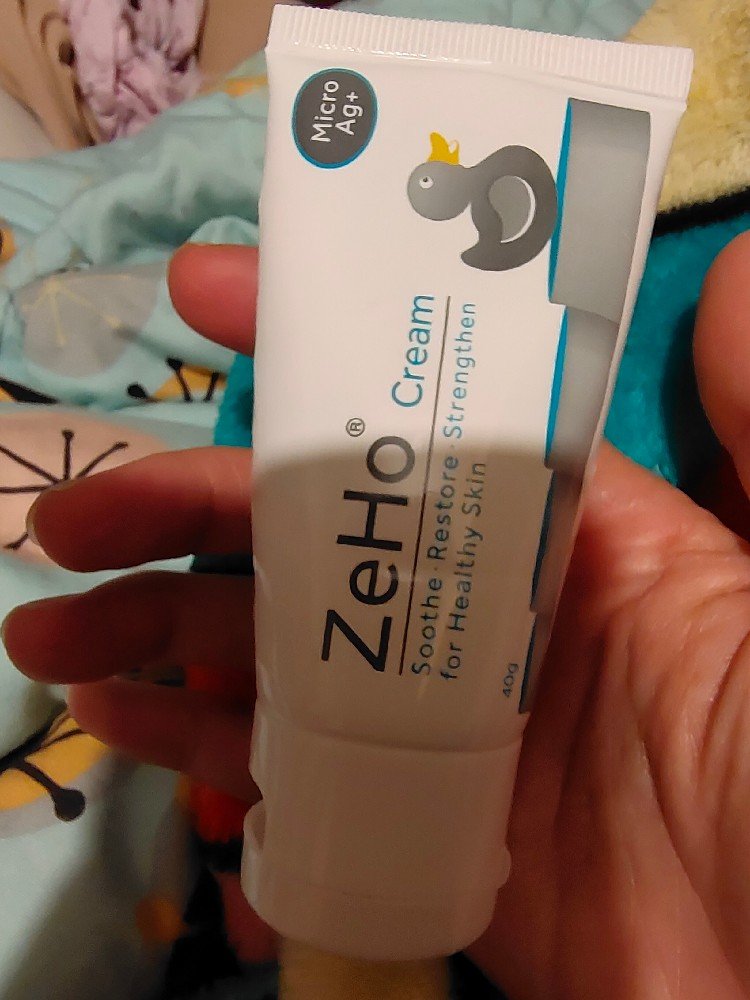 Micro
Ag+
ZeHo® Cream
Soothe · Restore · Strengthen
for Healthy Skin
40g